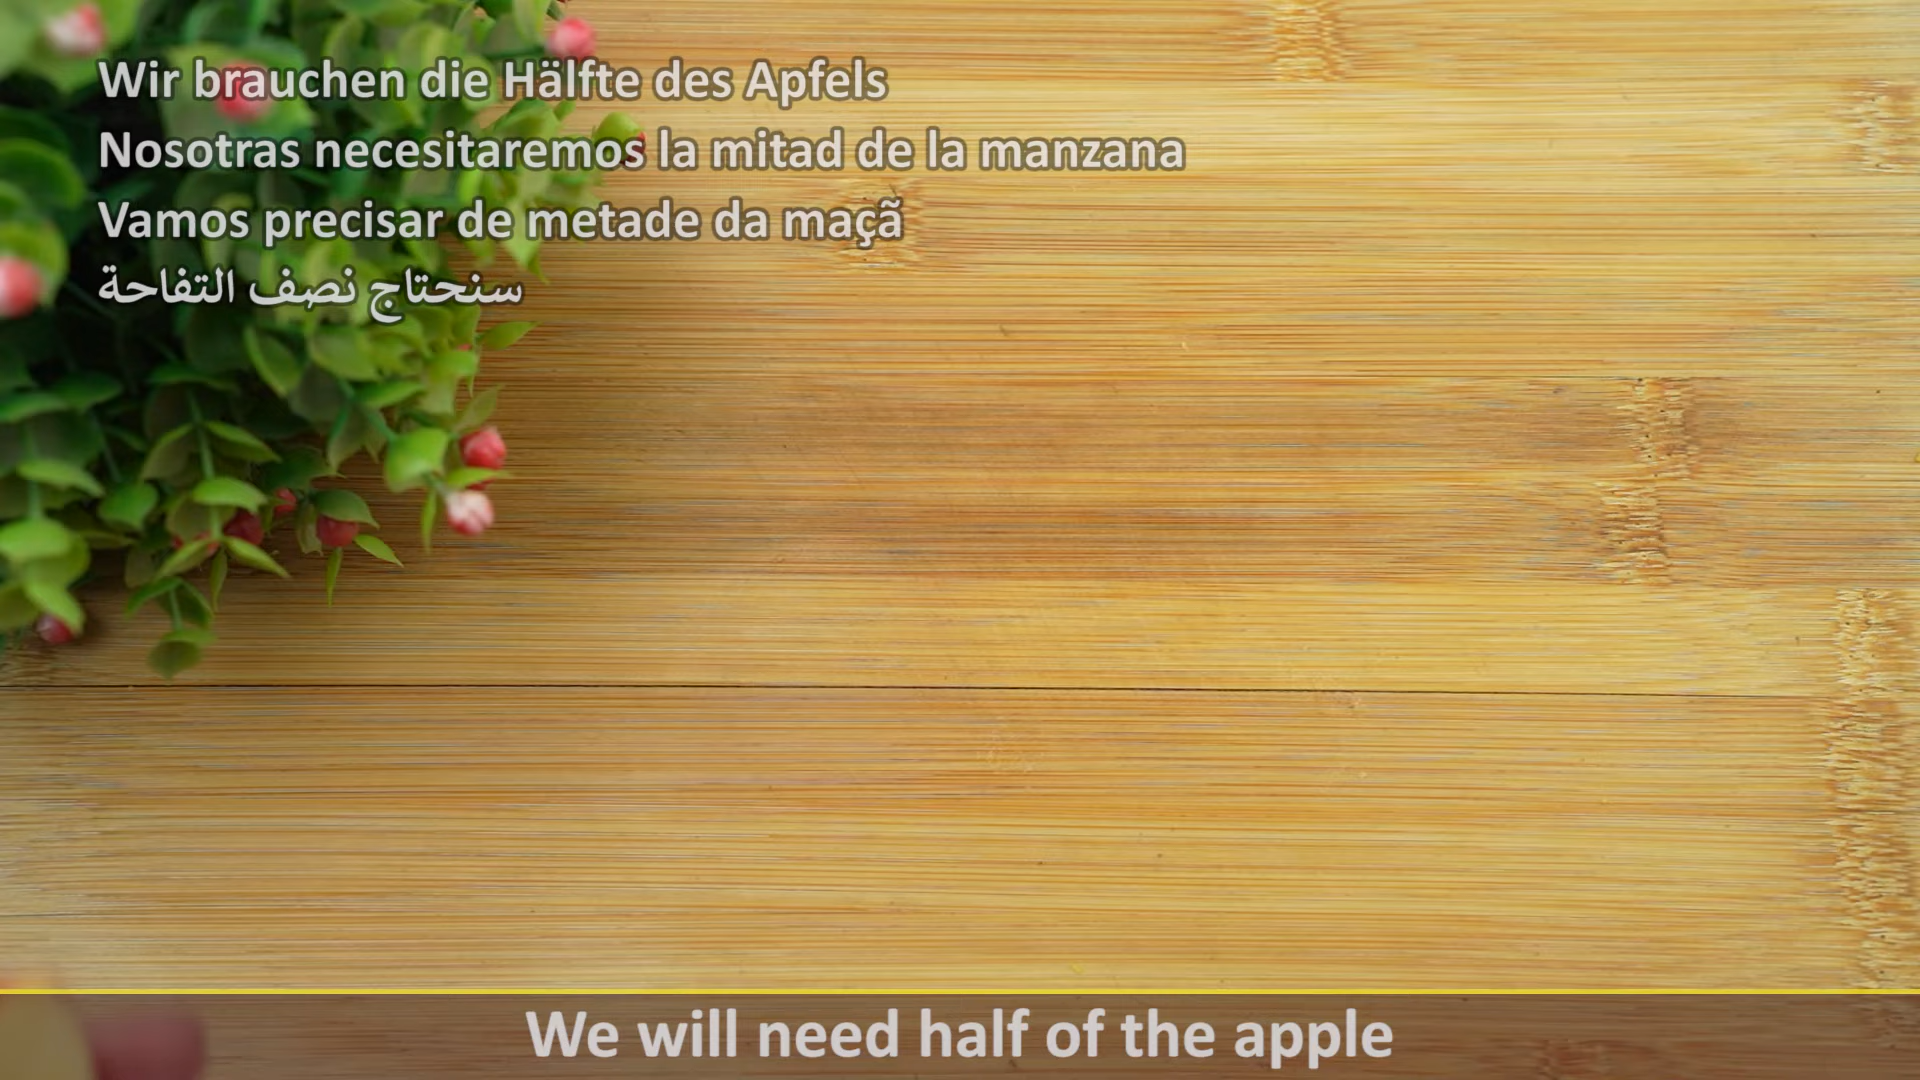 Wir brauchen die Hälfte des Apfels
Nosotras necesitaremos la mitad de la manzana
Vamos precisar de metade da maçã
سنحتاج نصف التفاحة
We will need half of the apple